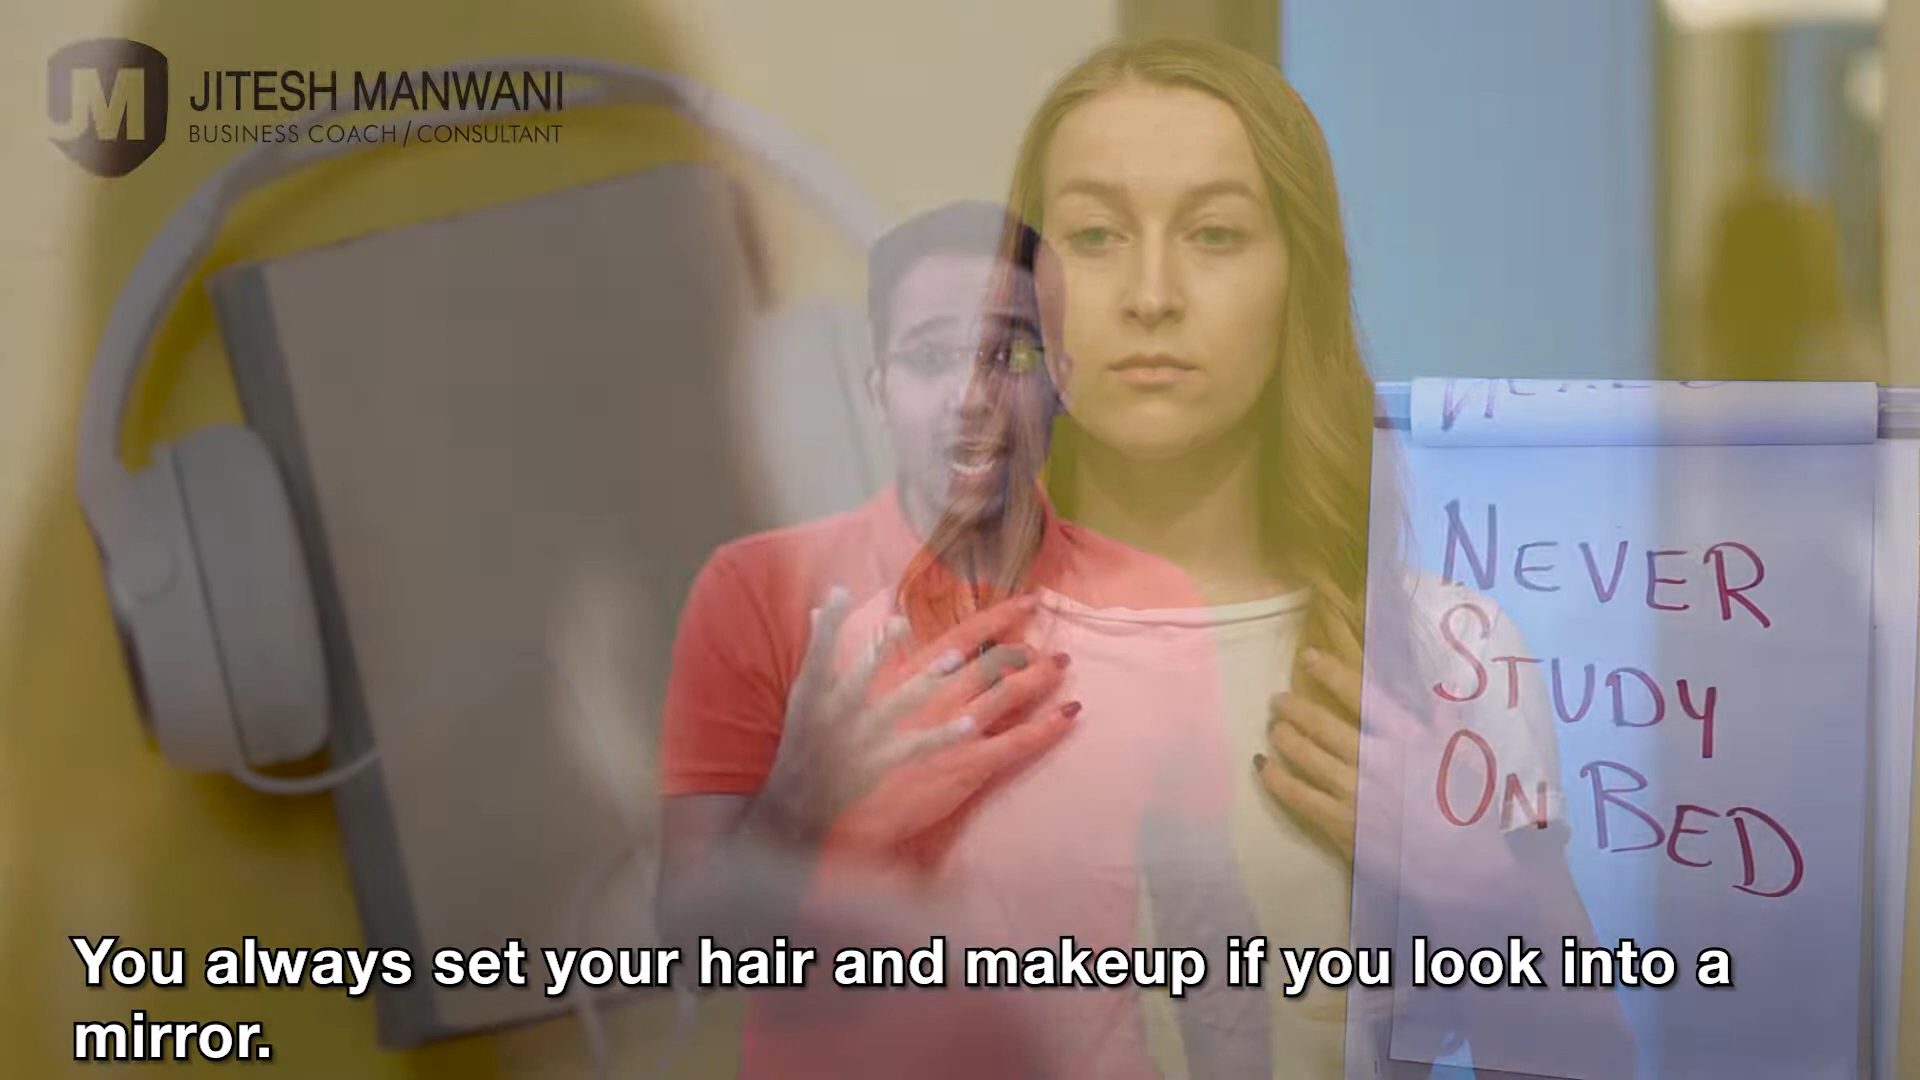 JM
JITESH MANWANI
BUSINESS COACH / CONSULTANT
NEVER
STUDY
ON BED
You always set your hair and makeup if you look into a
mirror.